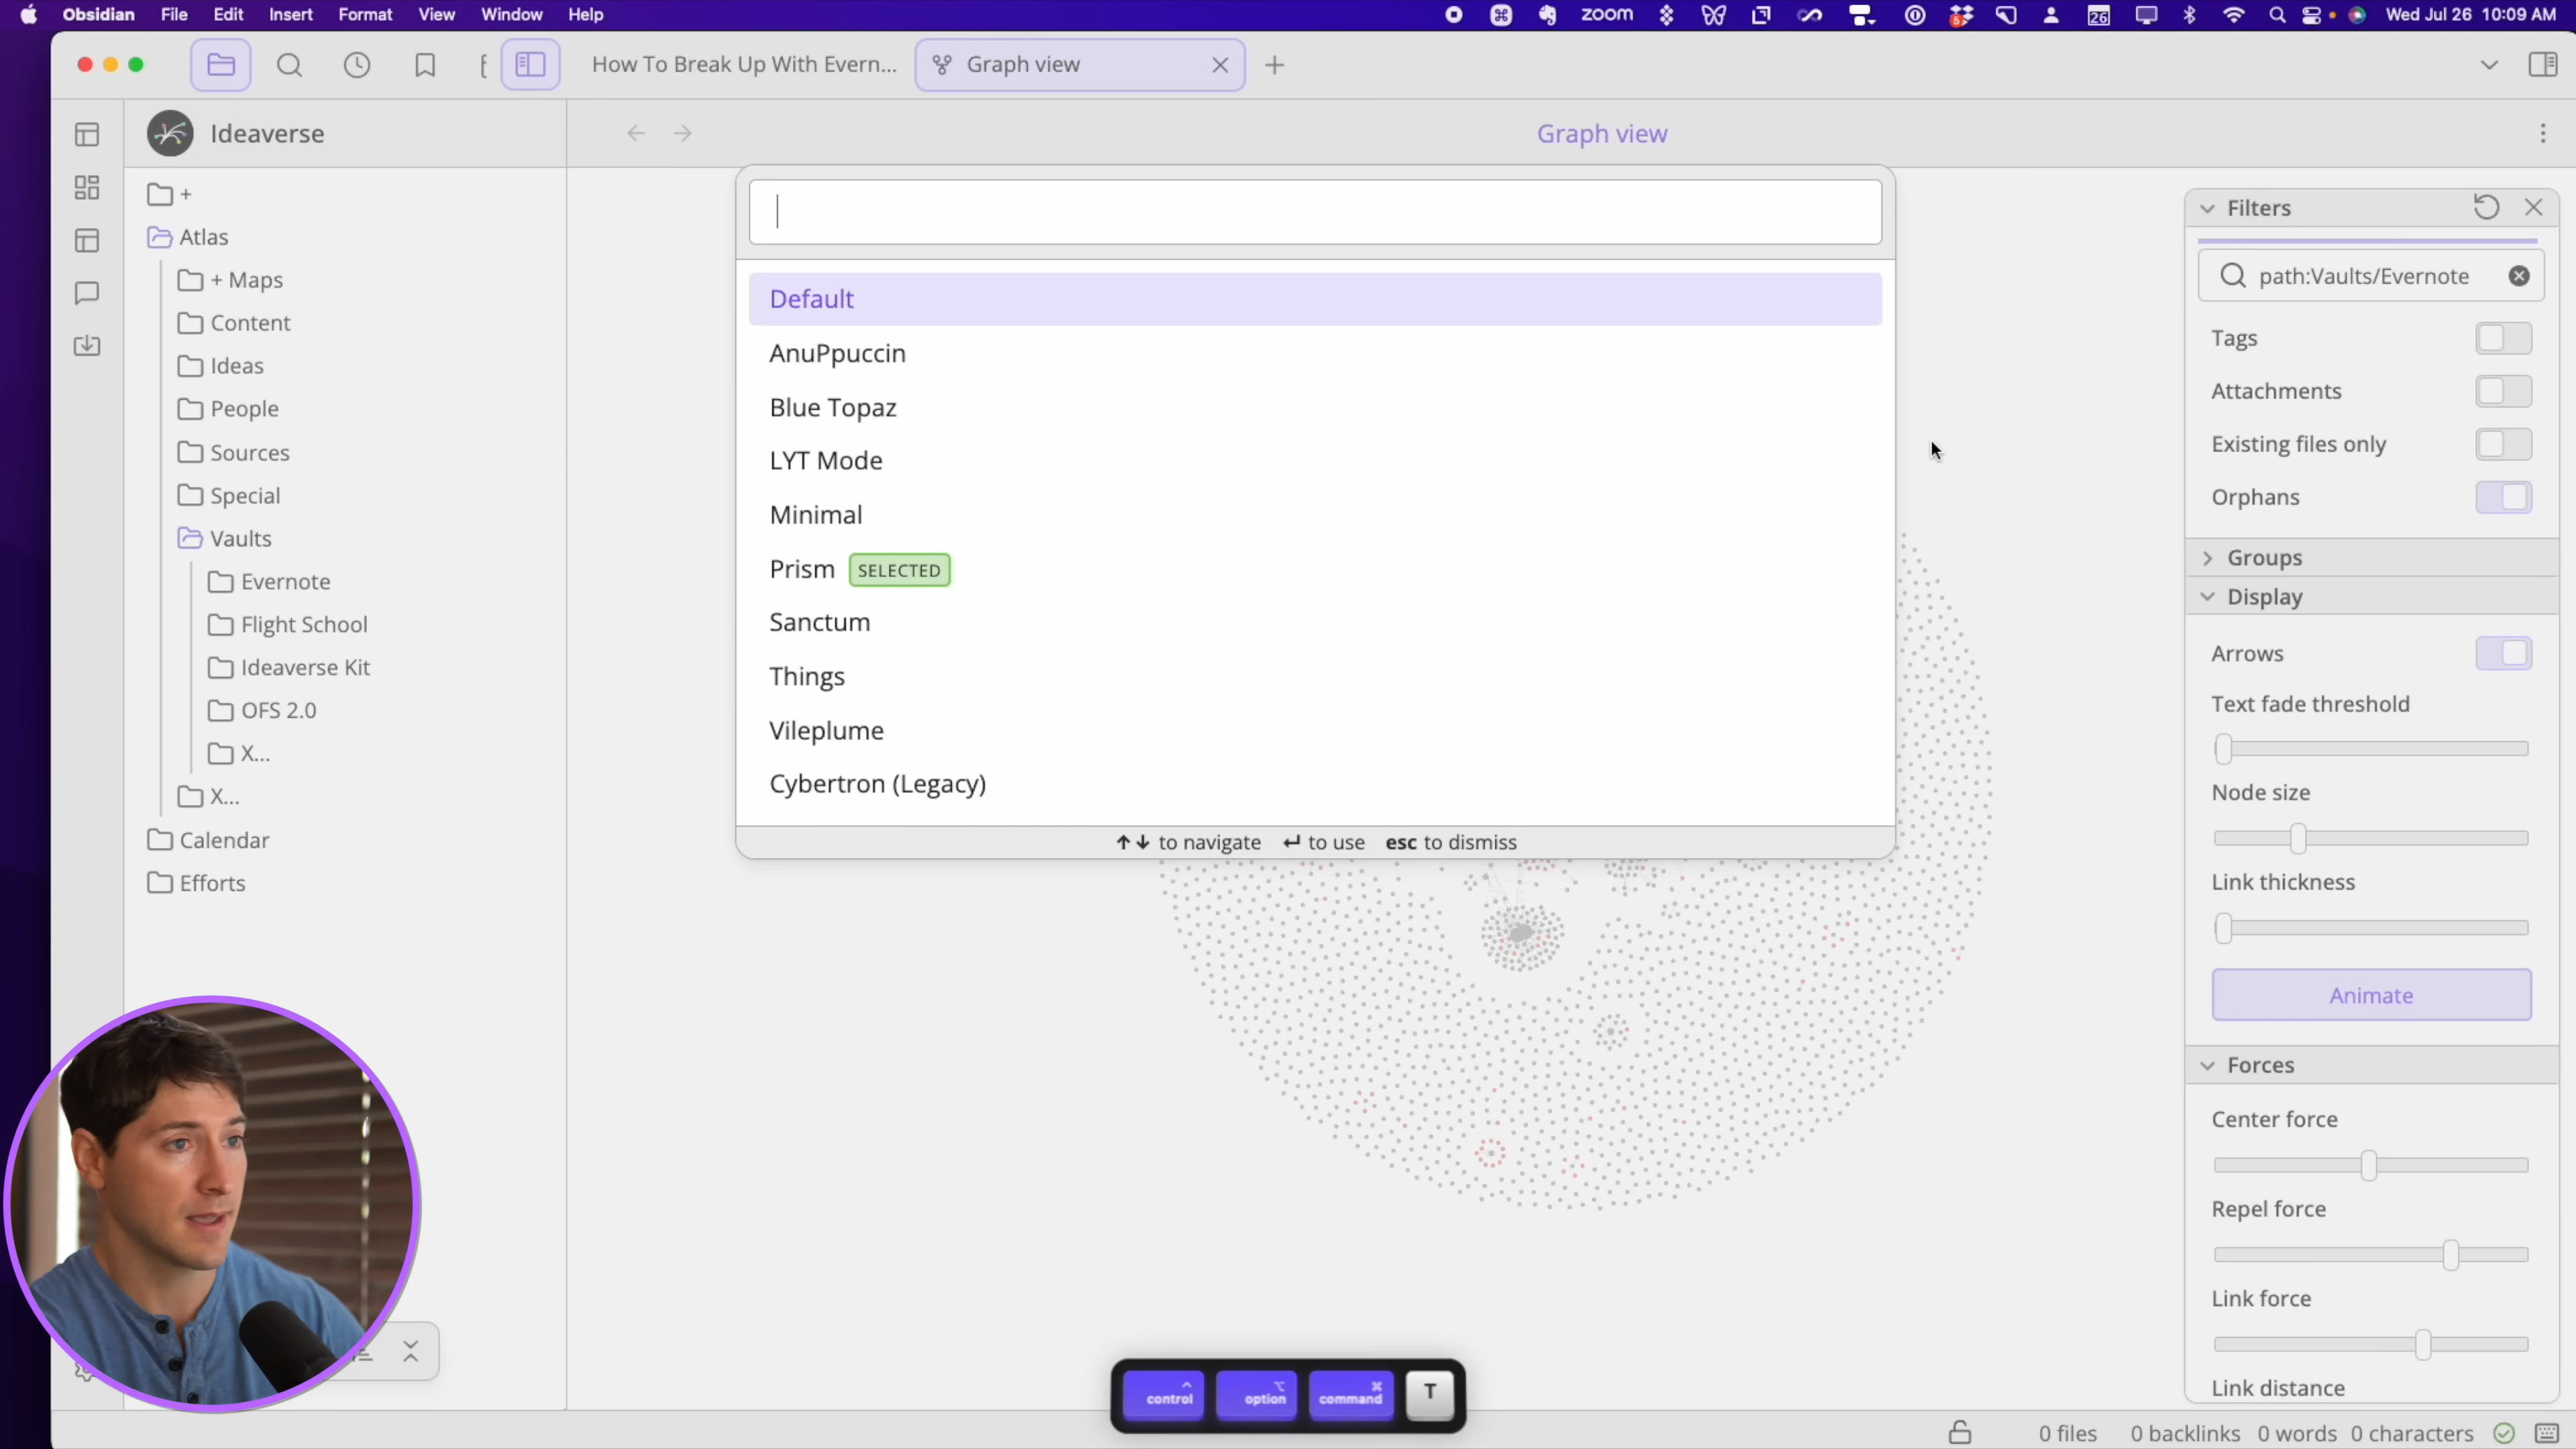 Obsidian File Edit Insert Format View Window Help
zoom
5
26
Wed Jul 26 10:09 AM
How To Break Up With Evern...
Graph view
Ideaverse
Graph view
+
Atlas
+ Maps
Content
Ideas
People
Sources
Special
Vaults
Evernote
Flight School
Ideaverse Kit
OFS 2.0
X...
X...
Calendar
Efforts
Default
AnuPpuccin
Blue Topaz
LYT Mode
Minimal
Prism SELECTED
Sanctum
Things
Vileplume
Cybertron (Legacy)
↑↓ to navigate ↵ to use esc to dismiss
Filters
path:Vaults/Evernote
Tags
Attachments
Existing files only
Orphans
Groups
Display
Arrows
Text fade threshold
Node size
Link thickness
Animate
Forces
Center force
Repel force
Link force
Link distance
control option command T
0 files 0 backlinks 0 words 0 characters